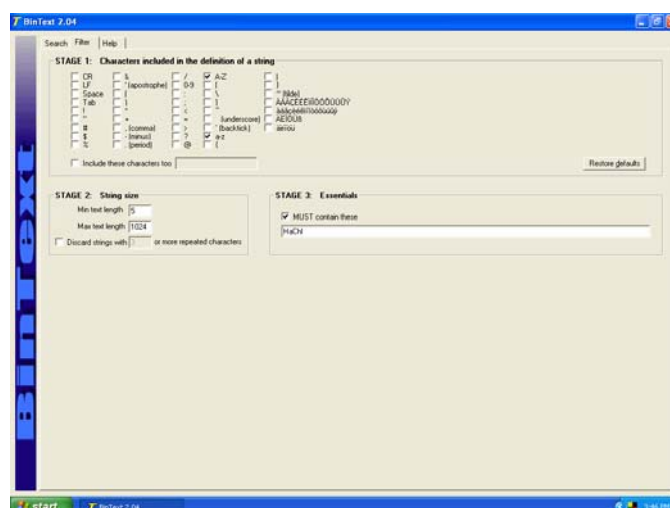 BinText 2.04
Search Filter Help
STAGE 1: Characters included in the definition of a string
CR & / A-Z |
LF ' (apostrophe) 0-9 [ }
Space ( : \ ~ (tilde)
Tab ) ; ]
! * < ^
" + = _ (underscore)
# , (comma) > ` (backtick)
$ - (minus) ? a-z
% . (period) @ {
Include these characters too
Restore defaults
STAGE 2: String size
Min text length 5
Max text length 1024
Discard strings with 3 or more repeated characters
STAGE 3: Essentials
MUST contain these
HaChI
BinText
start BinText 2.04